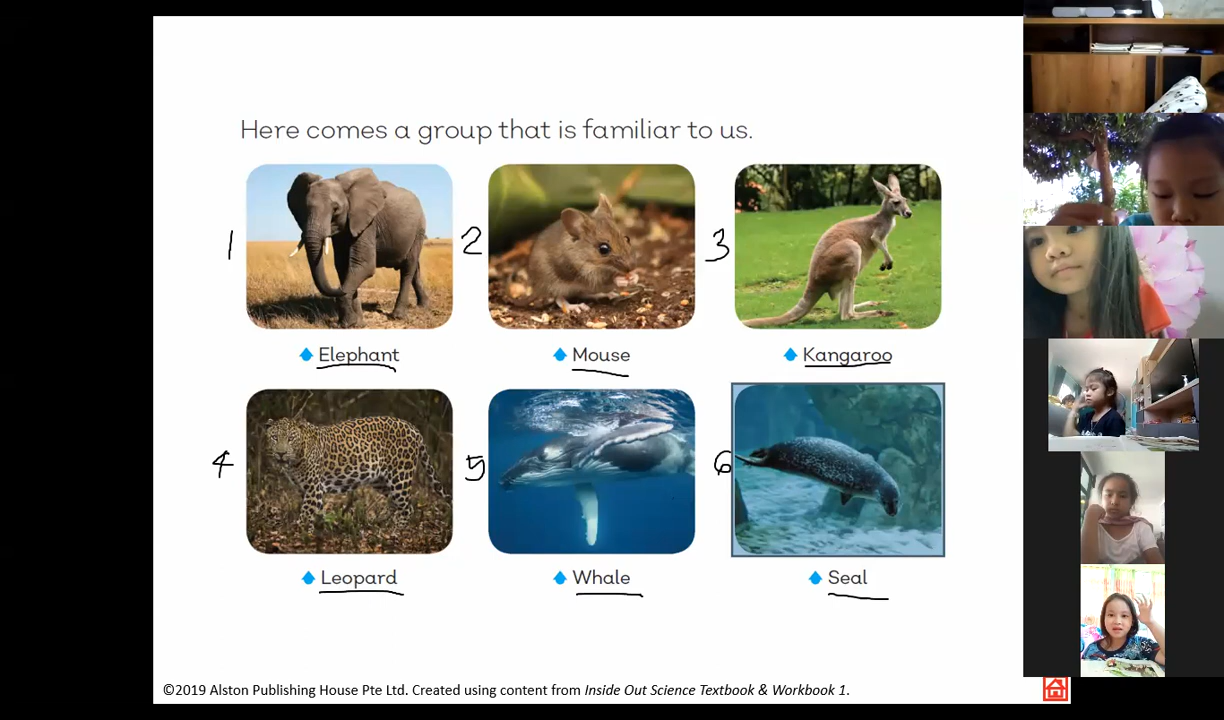 Here comes a group that is familiar to us.
1 2 3
Elephant Mouse Kangaroo
4 5 6
Leopard Whale Seal
©2019 Alston Publishing House Pte Ltd. Created using content from Inside Out Science Textbook & Workbook 1.